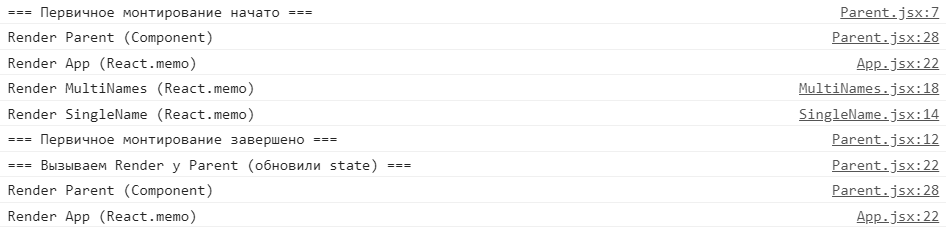 === Первичное монтирование начато === Parent.jsx:7
Render Parent (Component) Parent.jsx:28
Render App (React.memo) App.jsx:22
Render MultiNames (React.memo) MultiNames.jsx:18
Render SingleName (React.memo) SingleName.jsx:14
=== Первичное монтирование завершено === Parent.jsx:12
=== Вызываем Render у Parent (обновили state) === Parent.jsx:22
Render Parent (Component) Parent.jsx:28
Render App (React.memo) App.jsx:22